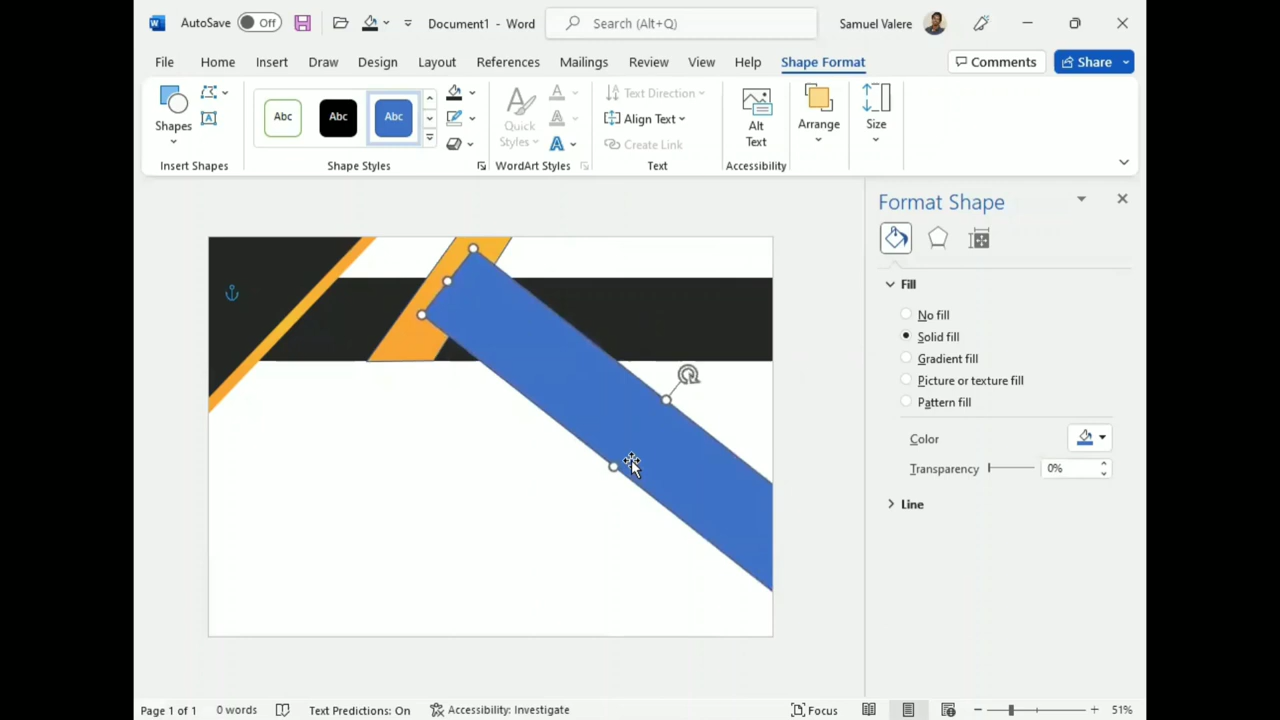 AutoSave Off Document1 - Word Search (Alt+Q) Samuel Valere
File Home Insert Draw Design Layout References Mailings Review View Help Shape Format Comments Share
Shapes
Insert Shapes
Abc Abc Abc
Shape Styles
Quick Styles
WordArt Styles
Text Direction
Align Text
Create Link
Text
Alt Text
Accessibility
Arrange
Size
Format Shape
Fill
No fill
Solid fill
Gradient fill
Picture or texture fill
Pattern fill
Color
Transparency 0%
Line
Page 1 of 1 0 words Text Predictions: On Accessibility: Investigate Focus 51%